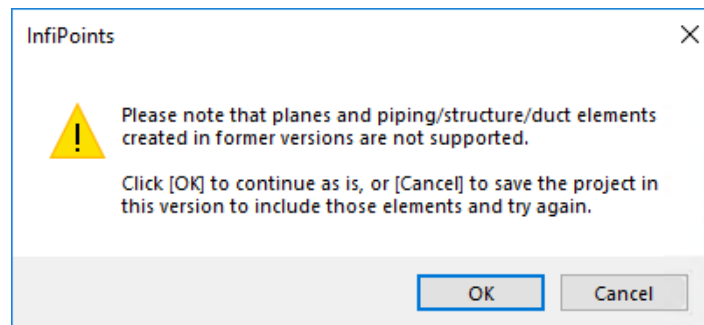 InfiPoints
Please note that planes and piping/structure/duct elements
created in former versions are not supported.
Click [OK] to continue as is, or [Cancel] to save the project in
this version to include those elements and try again.
OK
Cancel